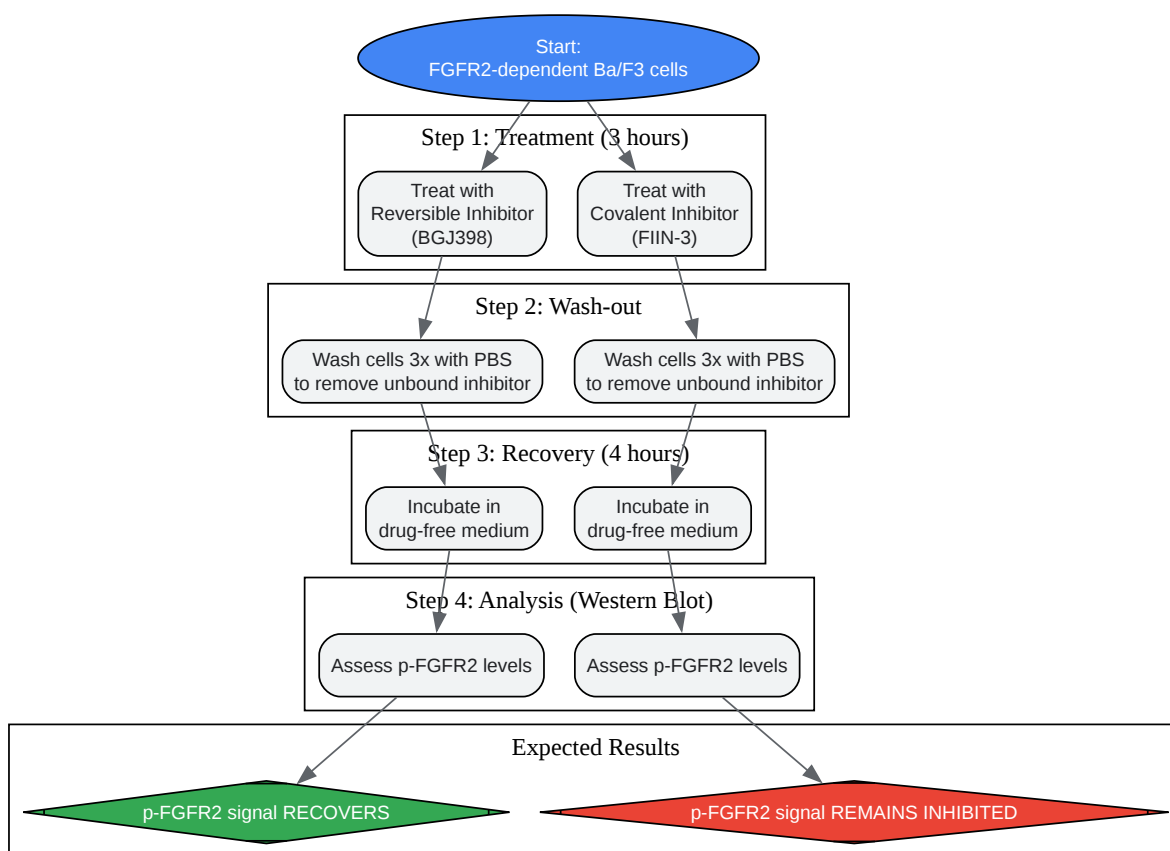 Start:
FGFR2-dependent Ba/F3 cells
Step 1: Treatment (3 hours)
Treat with
Reversible Inhibitor
(BGJ398)
Treat with
Covalent Inhibitor
(FIIN-3)
Step 2: Wash-out
Wash cells 3x with PBS
to remove unbound inhibitor
Wash cells 3x with PBS
to remove unbound inhibitor
Step 3: Recovery (4 hours)
Incubate in
drug-free medium
Incubate in
drug-free medium
Step 4: Analysis (Western Blot)
Assess p-FGFR2 levels
Assess p-FGFR2 levels
Expected Results
p-FGFR2 signal RECOVERS
p-FGFR2 signal REMAINS INHIBITED